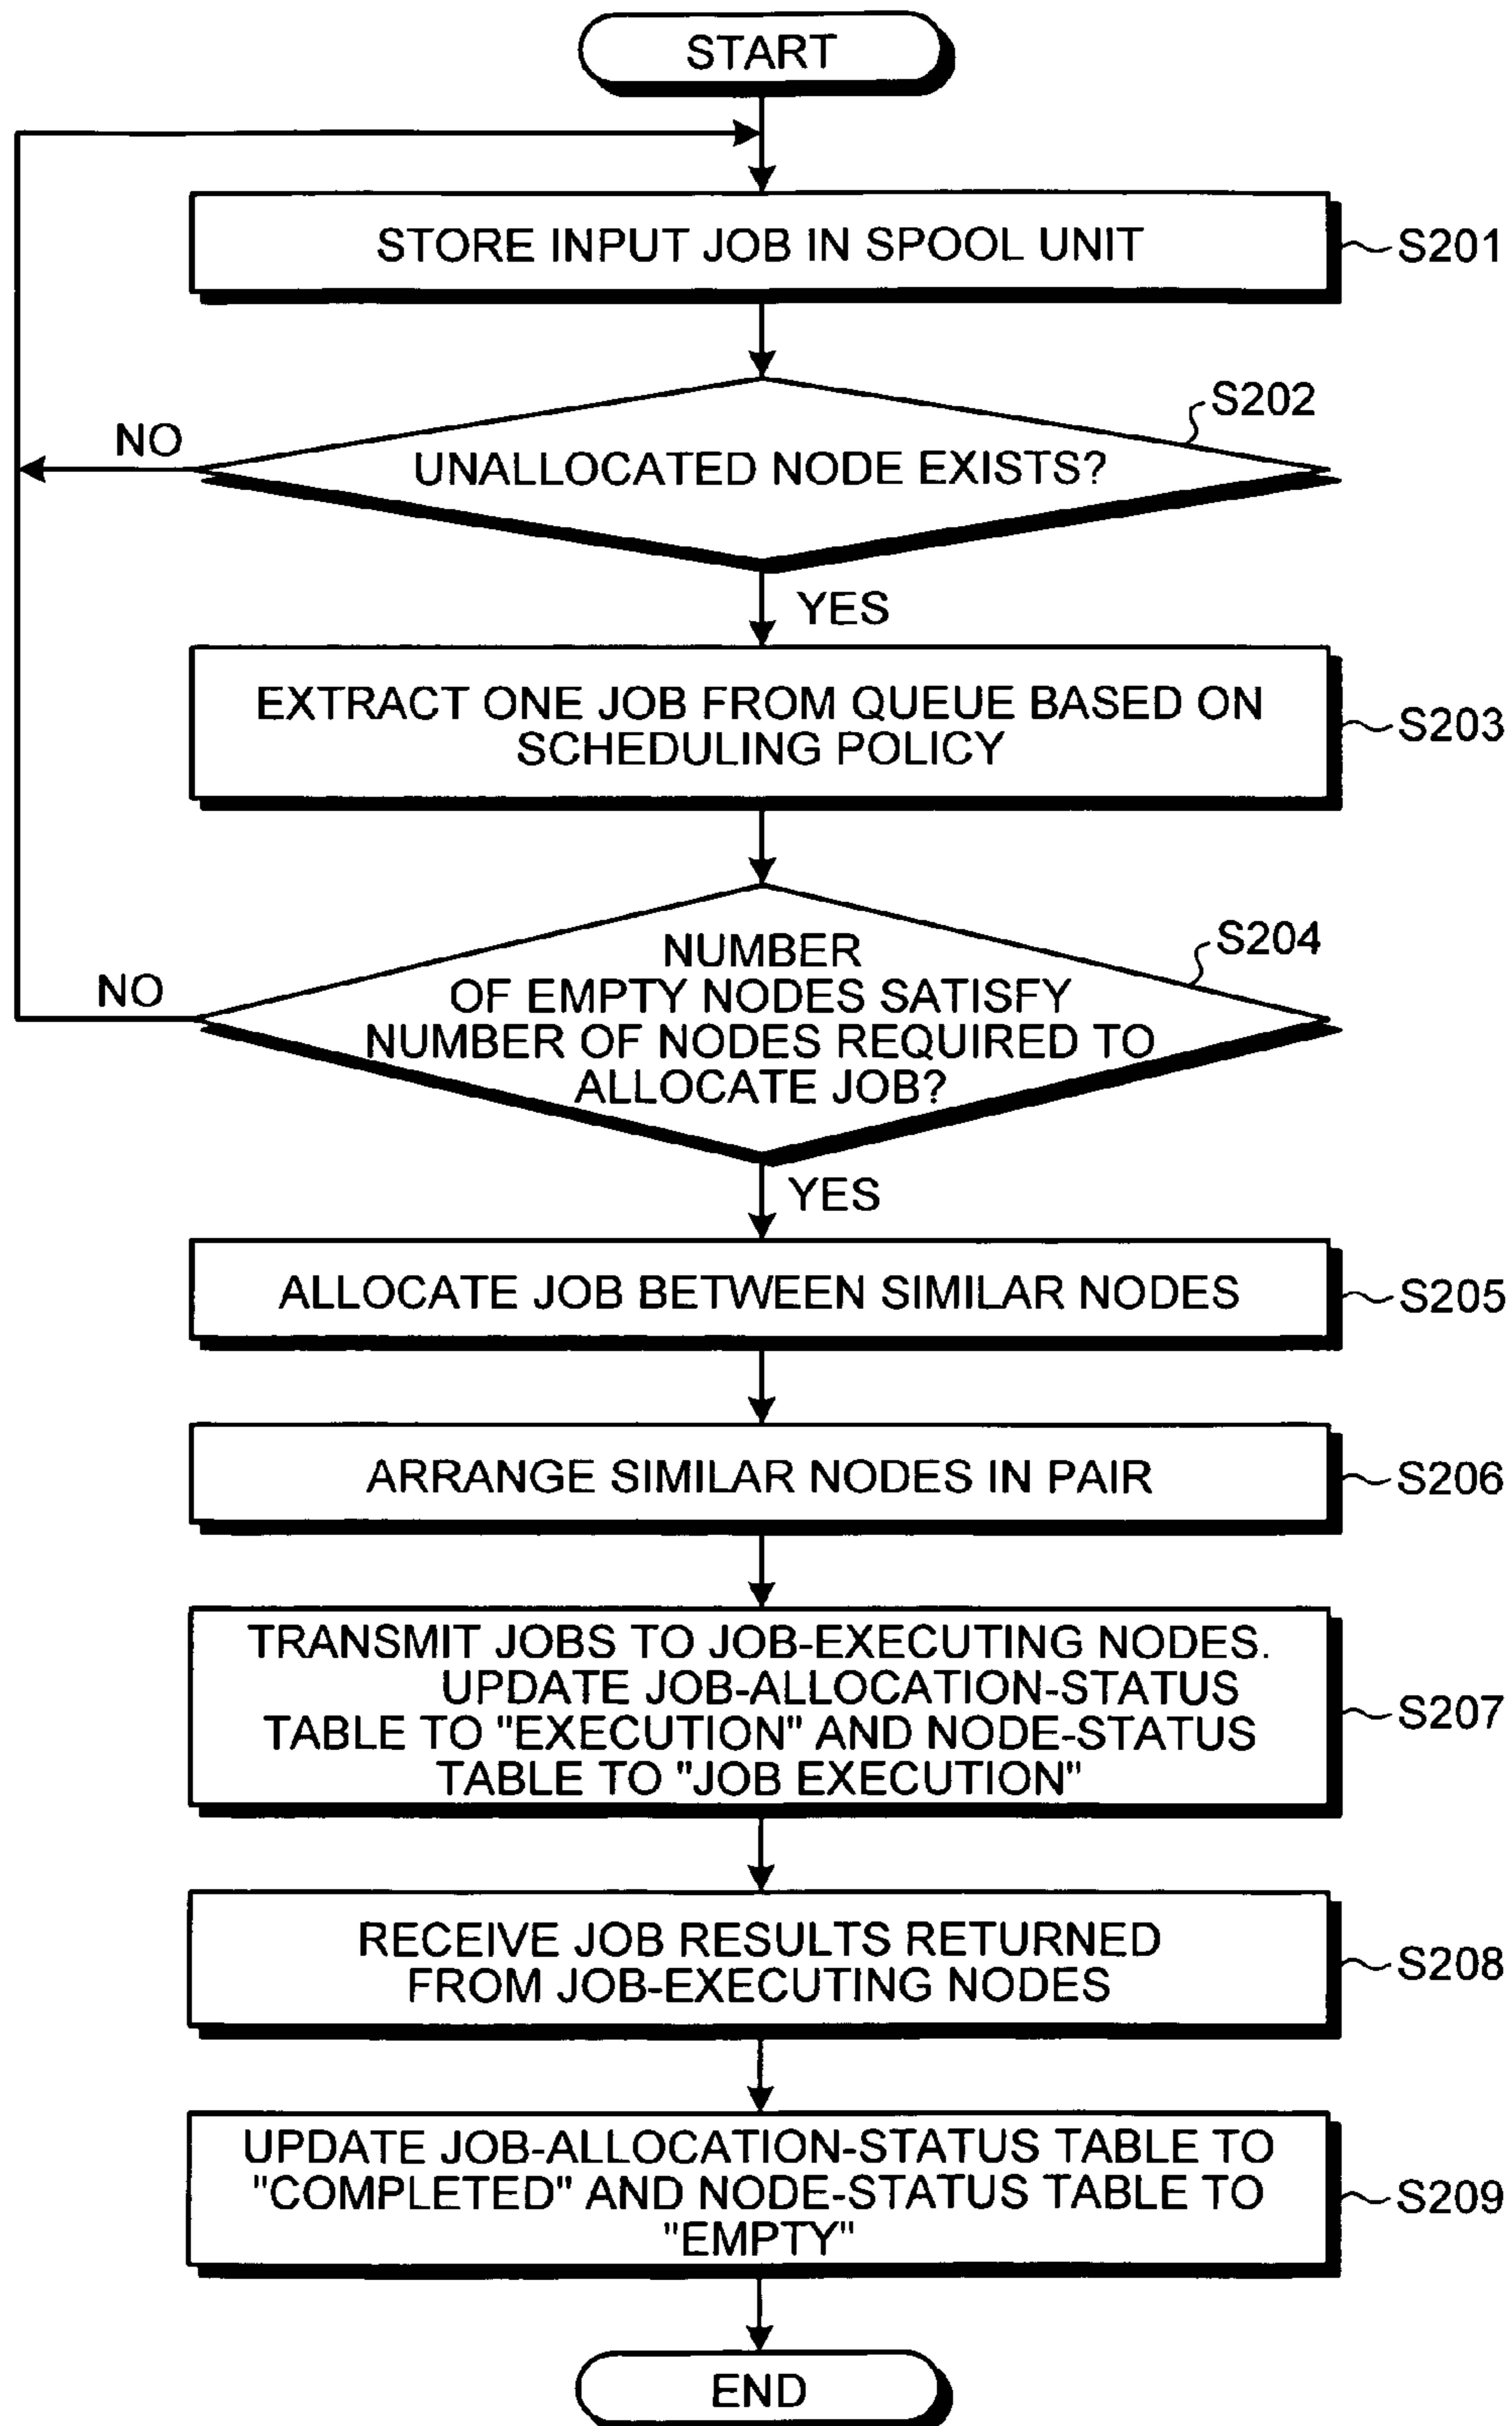 START
STORE INPUT JOB IN SPOOL UNIT
S201
S202
NO
UNALLOCATED NODE EXISTS?
YES
EXTRACT ONE JOB FROM QUEUE BASED ON
SCHEDULING POLICY
S203
S204
NO
NUMBER
OF EMPTY NODES SATISFY
NUMBER OF NODES REQUIRED TO
ALLOCATE JOB?
YES
ALLOCATE JOB BETWEEN SIMILAR NODES
S205
ARRANGE SIMILAR NODES IN PAIR
S206
TRANSMIT JOBS TO JOB-EXECUTING NODES.
UPDATE JOB-ALLOCATION-STATUS
TABLE TO "EXECUTION" AND NODE-STATUS
TABLE TO "JOB EXECUTION"
S207
RECEIVE JOB RESULTS RETURNED
FROM JOB-EXECUTING NODES
S208
UPDATE JOB-ALLOCATION-STATUS TABLE TO
"COMPLETED" AND NODE-STATUS TABLE TO
"EMPTY"
S209
END